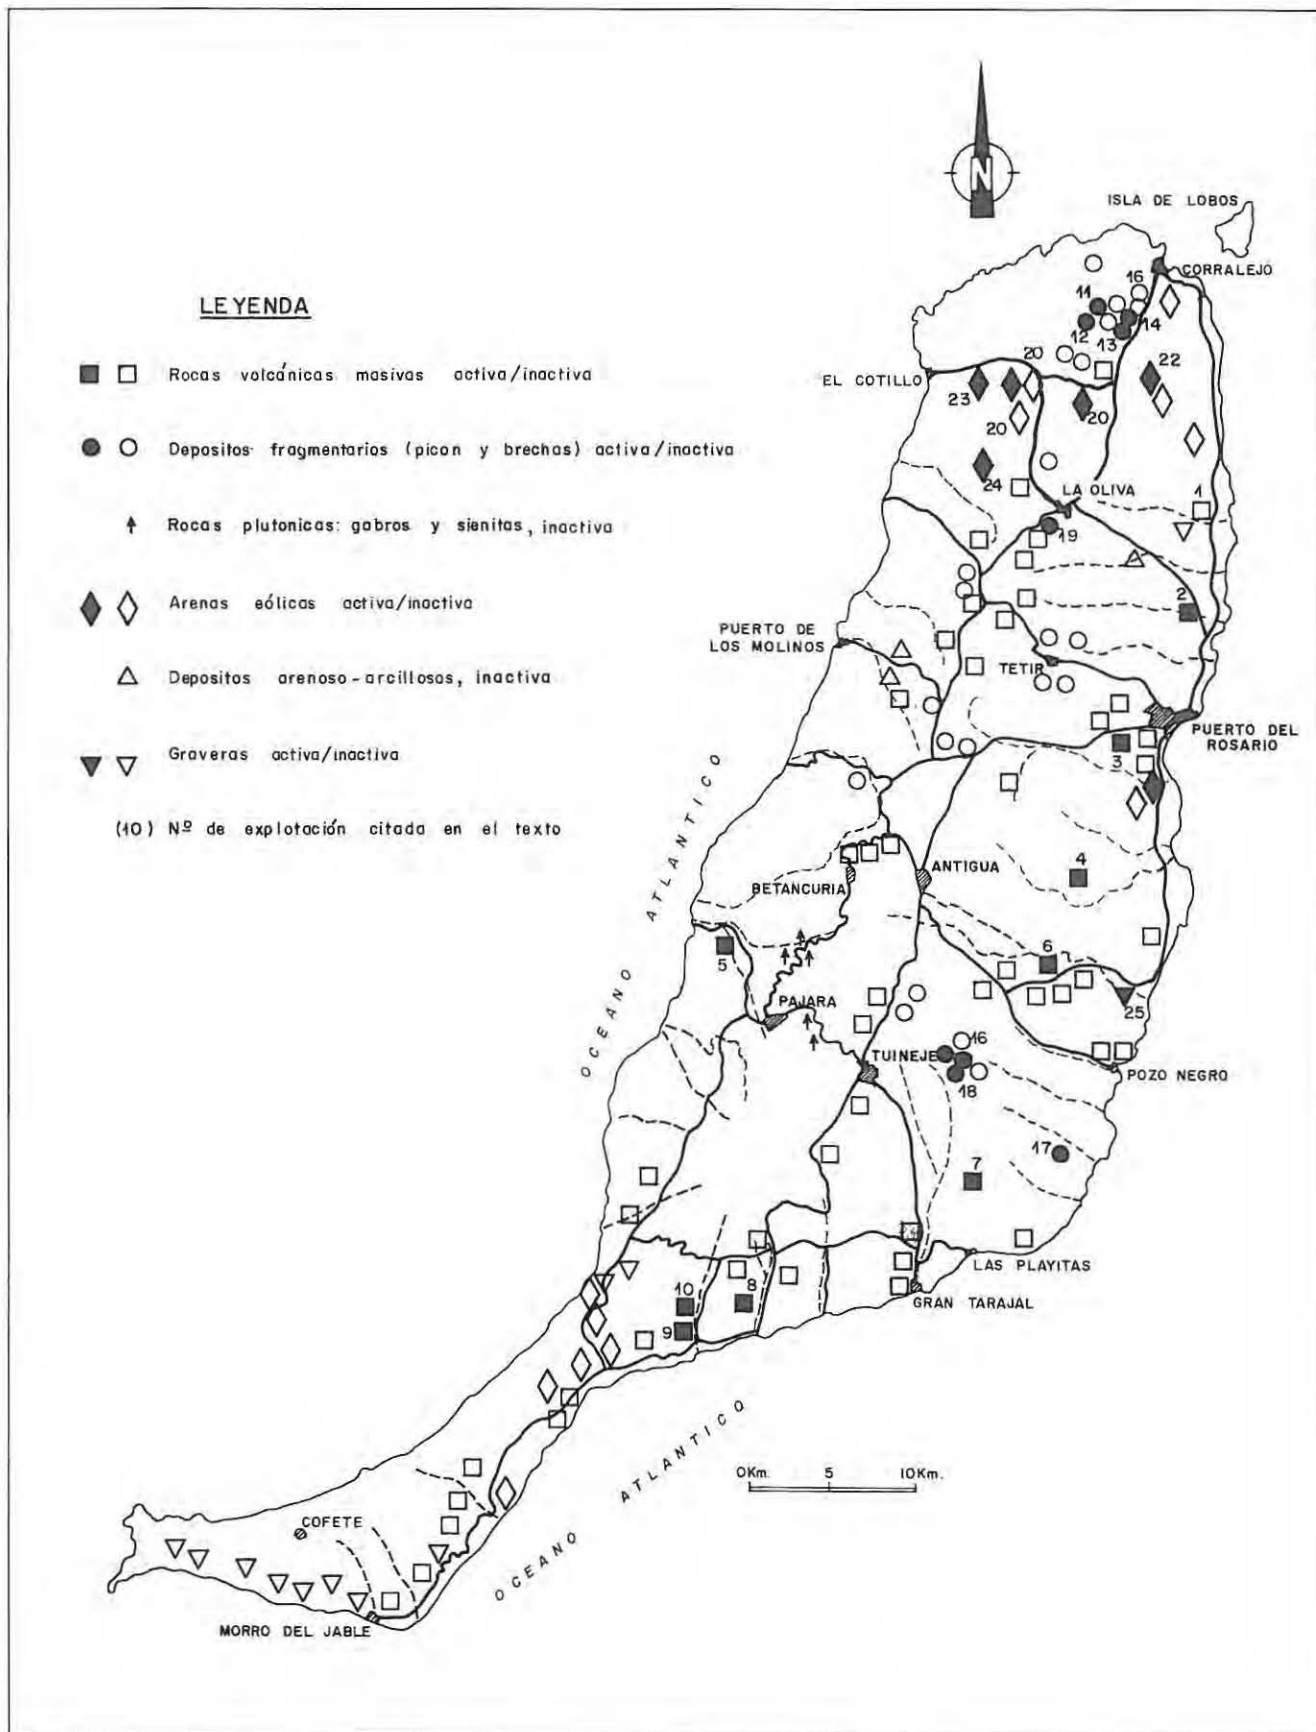 N
ISLA DE LOBOS
CORRALEJO
LEYENDA
Rocas volcánicas masivas activa/inactiva
Depositos fragmentarios (picon y brechas) activa/inactiva
Rocas plutonicas: gabros y sienitas, inactiva
Arenas eólicas activa/inactiva
Depositos arenoso-arcillosos, inactiva
Graveras activa/inactiva
(10) Nº de explotación citada en el texto
16
11
14
12
13
20
22
EL COTILLO
23
20
20
24
LA OLIVA
1
19
2
PUERTO DE
LOS MOLINOS
TETIR
PUERTO DEL
ROSARIO
3
OCEANO ATLANTICO
4
ANTIGUA
BETANCURIA
5
6
PAJARA
25
16
TUINEJE
POZO NEGRO
18
17
7
LAS PLAYITAS
10
8
GRAN TARAJAL
9
OCEANO ATLANTICO
0Km. 5 10Km.
COFETE
MORRO DEL JABLE